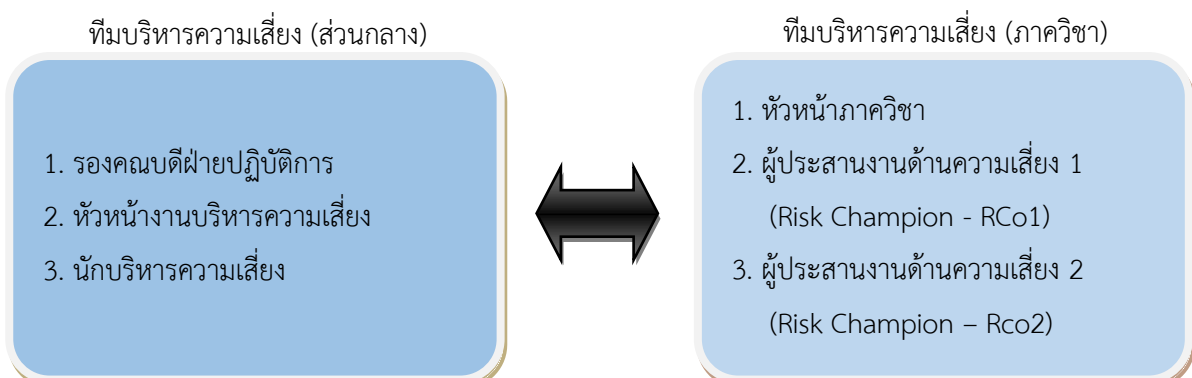 ทีมบริหารความเสี่ยง (ส่วนกลาง)
1. รองคณบดีฝ่ายปฏิบัติการ
2. หัวหน้างานบริหารความเสี่ยง
3. นักบริหารความเสี่ยง
ทีมบริหารความเสี่ยง (ภาควิชา)
1. หัวหน้าภาควิชา
2. ผู้ประสานงานด้านความเสี่ยง 1
(Risk Champion - RCo1)
3. ผู้ประสานงานด้านความเสี่ยง 2
(Risk Champion – Rco2)